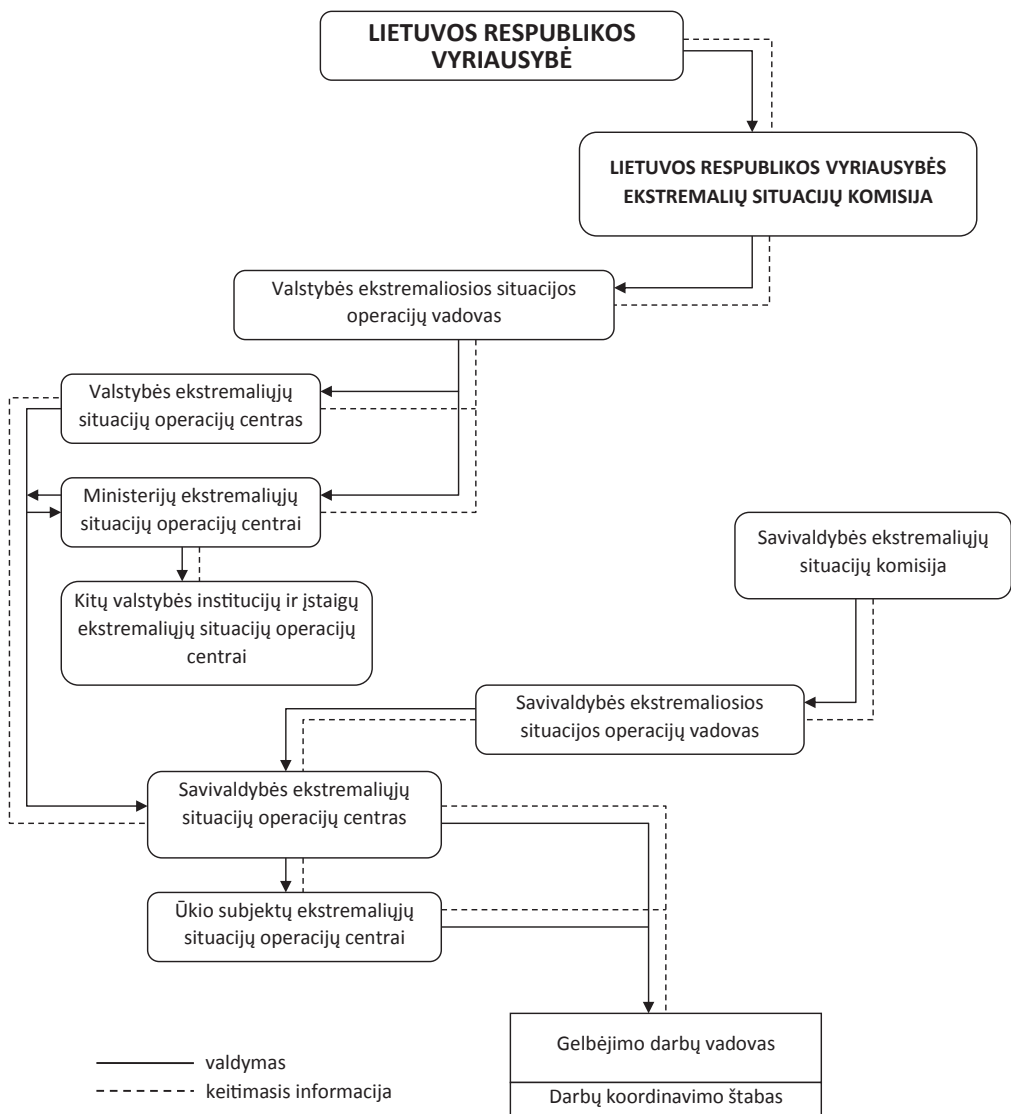 LIETUVOS RESPUBLIKOS
VYRIAUSYBĖ
LIETUVOS RESPUBLIKOS VYRIAUSYBĖS
EKSTREMALIŲ SITUACIJŲ KOMISIJA
Valstybės ekstremaliosios situacijos
operacijų vadovas
Valstybės ekstremaliųjų
situacijų operacijų centras
Ministerijų ekstremaliųjų
situacijų operacijų centrai
Savivaldybės ekstremaliųjų
situacijų komisija
Kitų valstybės institucijų ir įstaigų
ekstremaliųjų situacijų operacijų
centrai
Savivaldybės ekstremaliosios
situacijos operacijų vadovas
Savivaldybės ekstremaliųjų
situacijų operacijų centras
Ūkio subjektų ekstremaliųjų
situacijų operacijų centrai
Gelbėjimo darbų vadovas
Darbų koordinavimo štabas
valdymas
keitimasis informacija